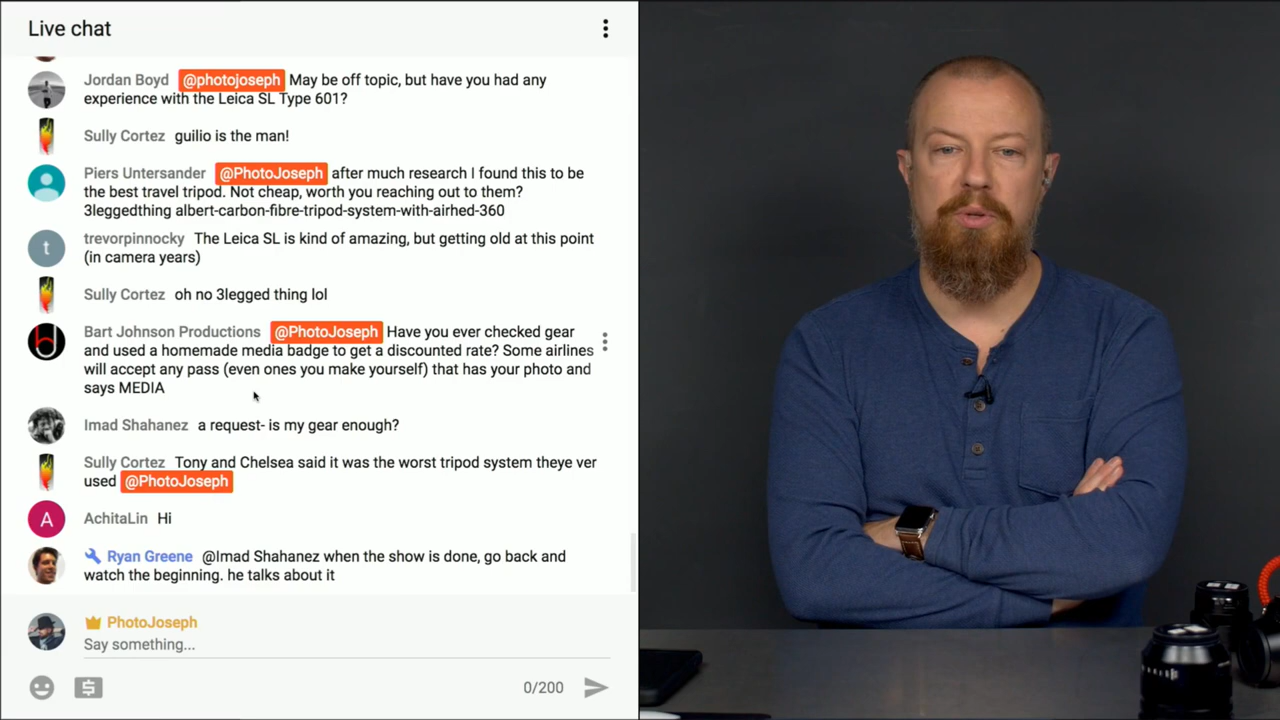 Live chat
Jordan Boyd @photojoseph May be off topic, but have you had any
experience with the Leica SL Type 601?
Sully Cortez guilio is the man!
Piers Untersander @PhotoJoseph after much research I found this to be
the best travel tripod. Not cheap, worth you reaching out to them?
3leggedthing albert-carbon-fibre-tripod-system-with-airhed-360
t
trevorpinnocky The Leica SL is kind of amazing, but getting old at this point
(in camera years)
Sully Cortez oh no 3legged thing lol
Bart Johnson Productions @PhotoJoseph Have you ever checked gear
and used a homemade media badge to get a discounted rate? Some airlines
will accept any pass (even ones you make yourself) that has your photo and
says MEDIA
Imad Shahanez a request- is my gear enough?
Sully Cortez Tony and Chelsea said it was the worst tripod system theye ver
used @PhotoJoseph
A
AchitaLin Hi
Ryan Greene @Imad Shahanez when the show is done, go back and
watch the beginning. he talks about it
PhotoJoseph
Say something...
$
0/200